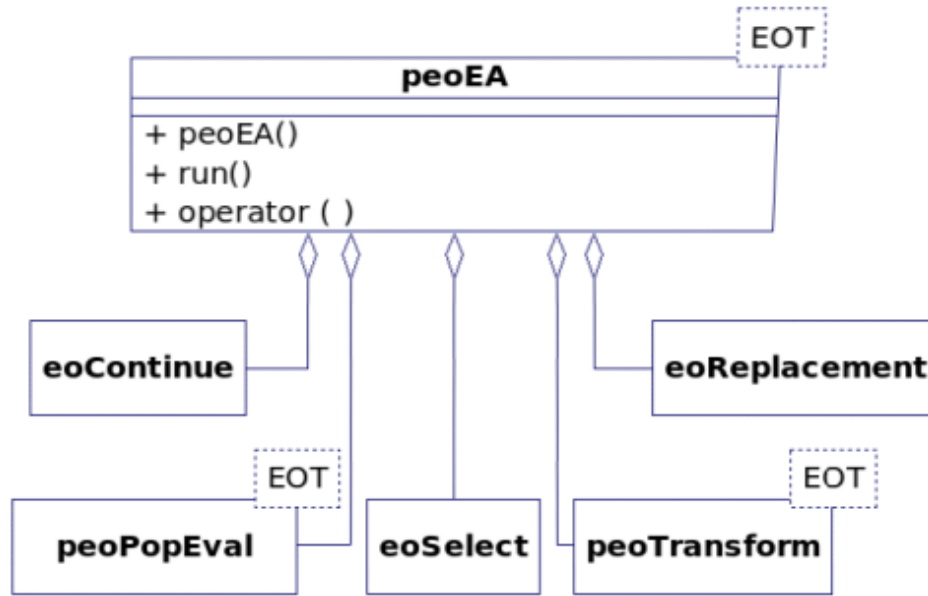 EOT
peoEA
+ peoEA()
+ run()
+ operator ( )
eoContinue
eoReplacement
EOT
EOT
peoPopEval
eoSelect
peoTransform